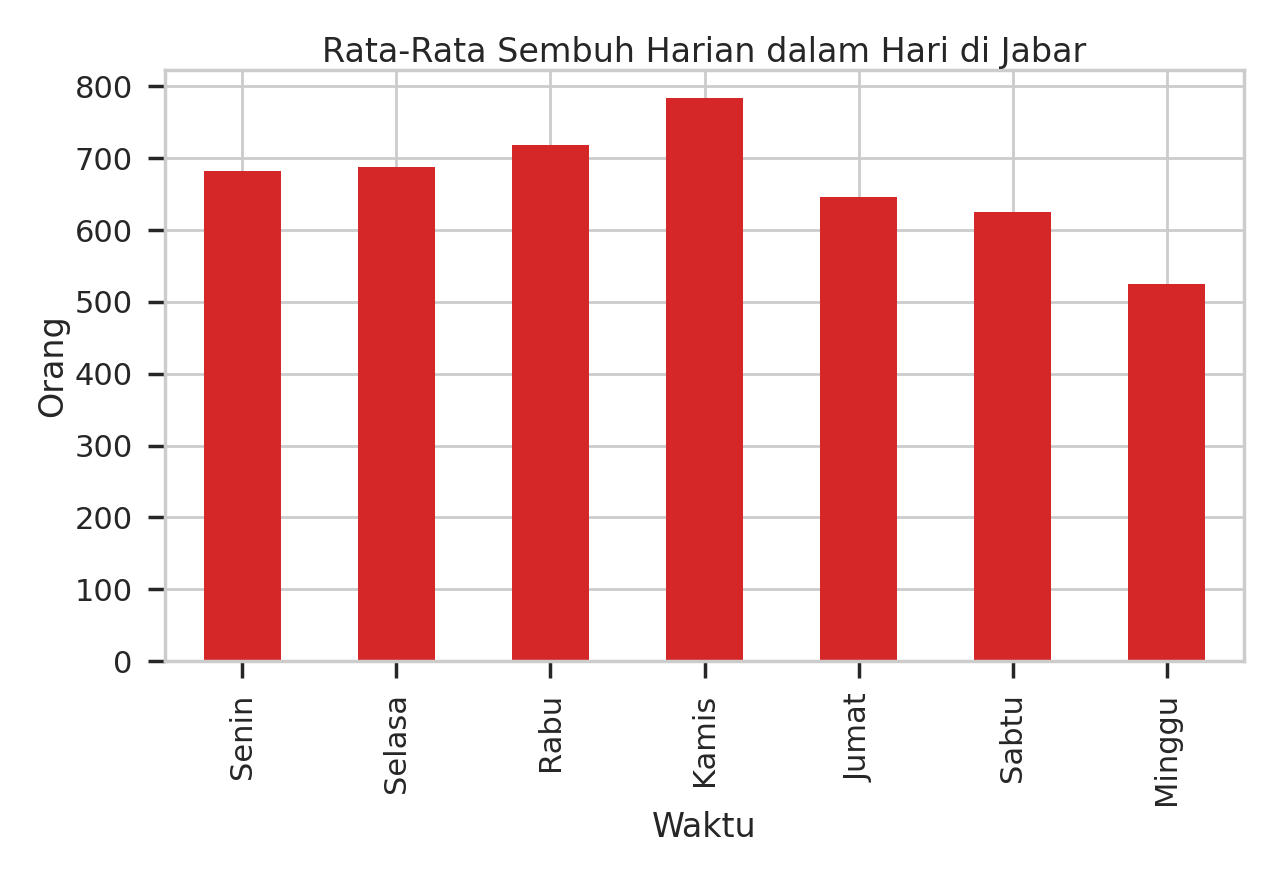 Rata-Rata Sembuh Harian dalam Hari di Jabar
800
700
600
500
400
300
200
100
0
Orang
Senin
Selasa
Rabu
Kamis
Jumat
Sabtu
Minggu
Waktu